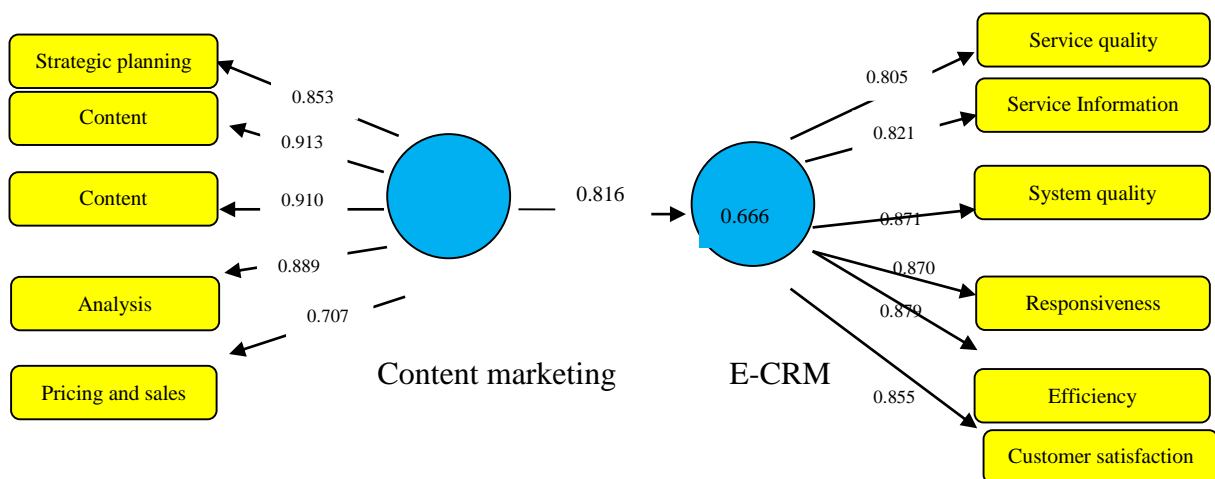 Strategic planning
0.853
Content
0.913
Content
0.910
Analysis
0.889
Pricing and sales
0.707
Content marketing
0.816
0.666
E-CRM
Service quality
0.805
Service Information
0.821
System quality
0.871
Responsiveness
0.870
Efficiency
0.879
Customer satisfaction
0.855